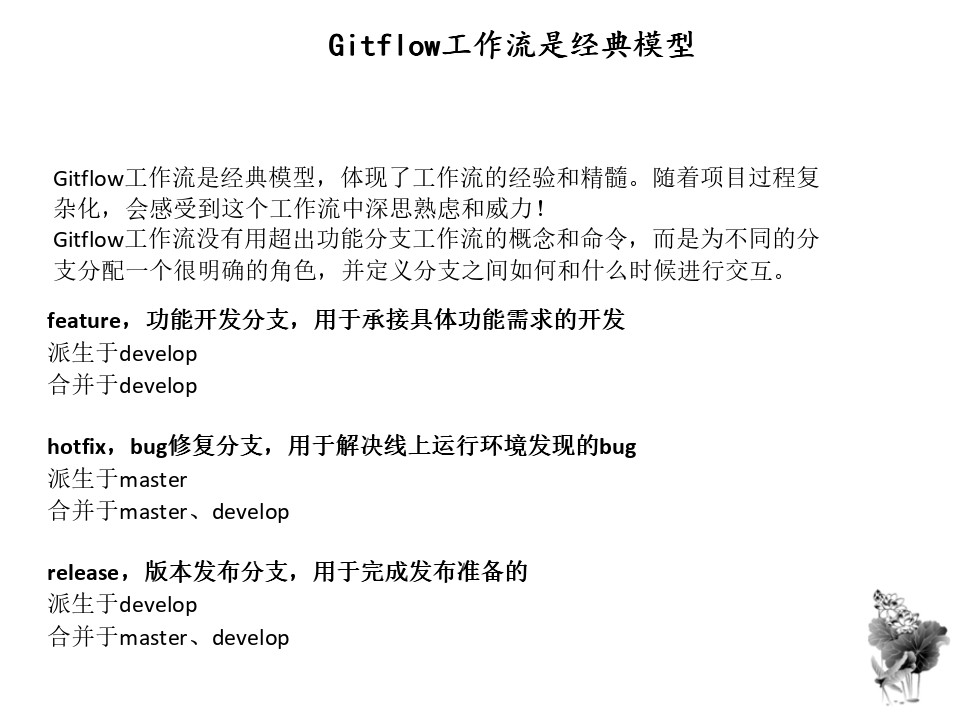 Gitflow工作流是经典模型
Gitflow工作流是经典模型，体现了工作流的经验和精髓。随着项目过程复
杂化，会感受到这个工作流中深思熟虑和威力！
Gitflow工作流没有用超出功能分支工作流的概念和命令，而是为不同的分
支分配一个很明确的角色，并定义分支之间如何和什么时候进行交互。
feature，功能开发分支，用于承接具体功能需求的开发
派生于develop
合并于develop
hotfix，bug修复分支，用于解决线上运行环境发现的bug
派生于master
合并于master、develop
release，版本发布分支，用于完成发布准备的
派生于develop
合并于master、develop